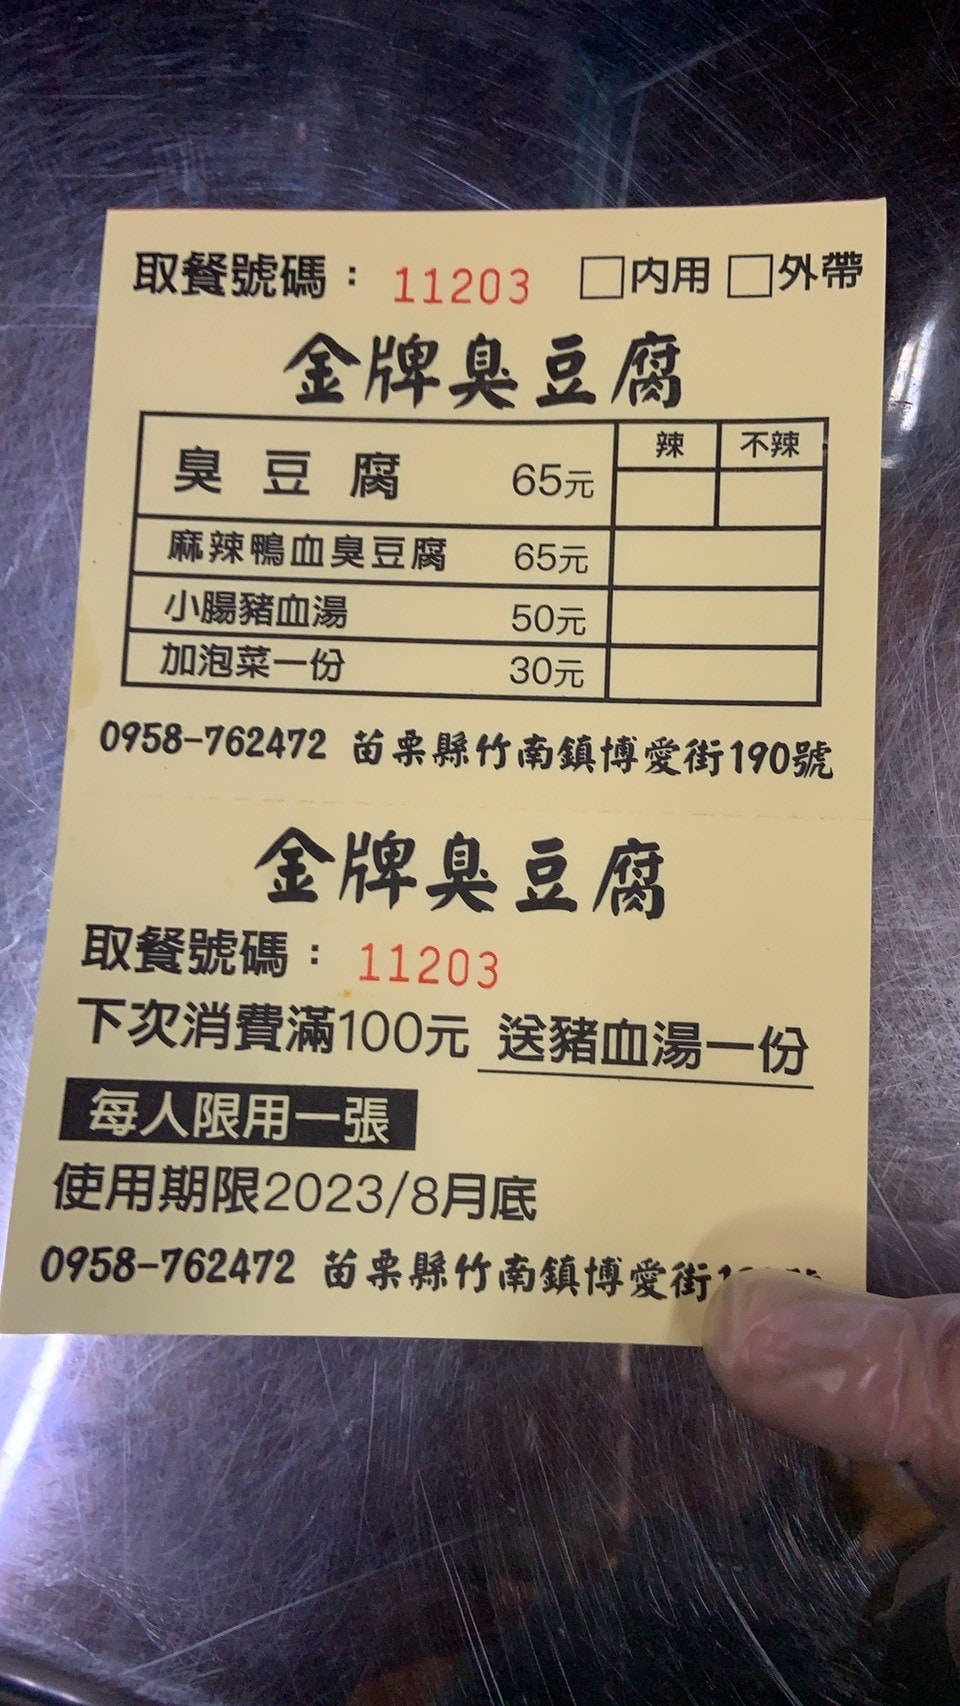 取餐號碼： 11203 □內用 □外帶
金牌臭豆腐
辣 不辣
臭豆腐 65元
麻辣鴨血臭豆腐 65元
小腸豬血湯 50元
加泡菜一份 30元
0958-762472 苗栗縣竹南鎮博愛街190號
金牌臭豆腐
取餐號碼： 11203
下次消費滿100元 送豬血湯一份
每人限用一張
使用期限2023/8月底
0958-762472 苗栗縣竹南鎮博愛街